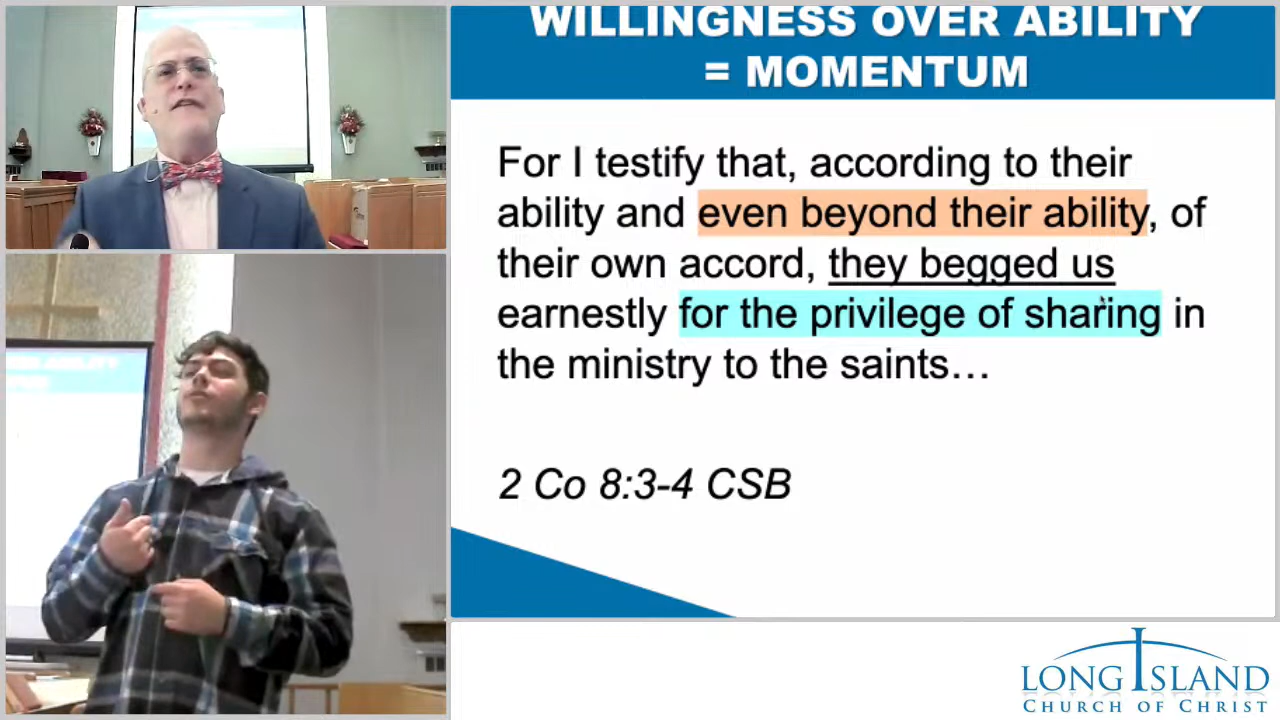 WILLINGNESS OVER ABILITY
= MOMENTUM
For I testify that, according to their
ability and even beyond their ability, of
their own accord, they begged us
earnestly for the privilege of sharing in
the ministry to the saints…
2 Co 8:3-4 CSB
LONG ISLAND
CHURCH OF CHRIST